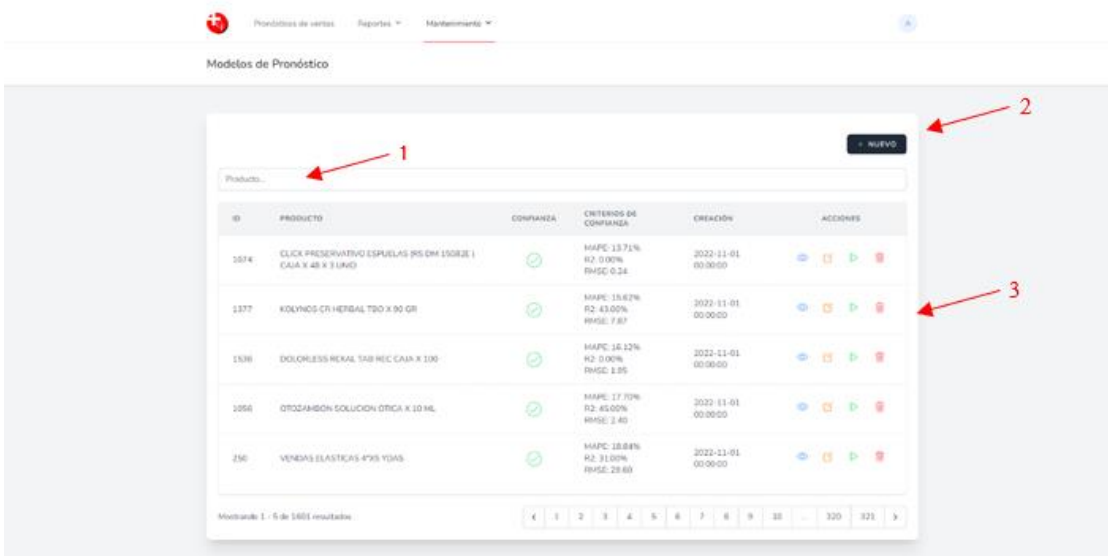 Pronósticos de ventas Reportes Mantenimiento A
Modelos de Pronóstico
2
+ NUEVO
1
Producto...
ID PRODUCTO CONFIANZA CRITERIOS DE CONFIANZA CREACIÓN ACCIONES
1074 CLICK PRESERVATIVO ESPUELAS (RS DM 15082E) CAJA X 48 X 3 UNID
MAPE: 13.71%
R2: 0.00%
RMSE: 0.24
2022-11-01
00:00:00
1377 KOLYNOS CR HERBAL TBO X 90 GR
MAPE: 15.62%
R2: 43.00%
RMSE: 7.87
2022-11-01
00:00:00
3
DOLORLESS REXAL TAB REC CAJA X 100
MAPE: 16.12%
R2: 0.00%
RMSE: 1.95
2022-11-01
00:00:00
1056 OTOZAMBON SOLUCION OTICA X 10 ML
MAPE: 17.70%
R2: 45.00%
RMSE: 2.40
2022-11-01
00:00:00
250 VENDAS ELASTICAS 4"X5 YDAS
MAPE: 18.84%
R2: 31.00%
RMSE: 28.60
2022-11-01
00:00:00
Mostrando 1 - 5 de 1601 resultados
1 2 3 4 5 6 7 8 9 10 ... 320 321